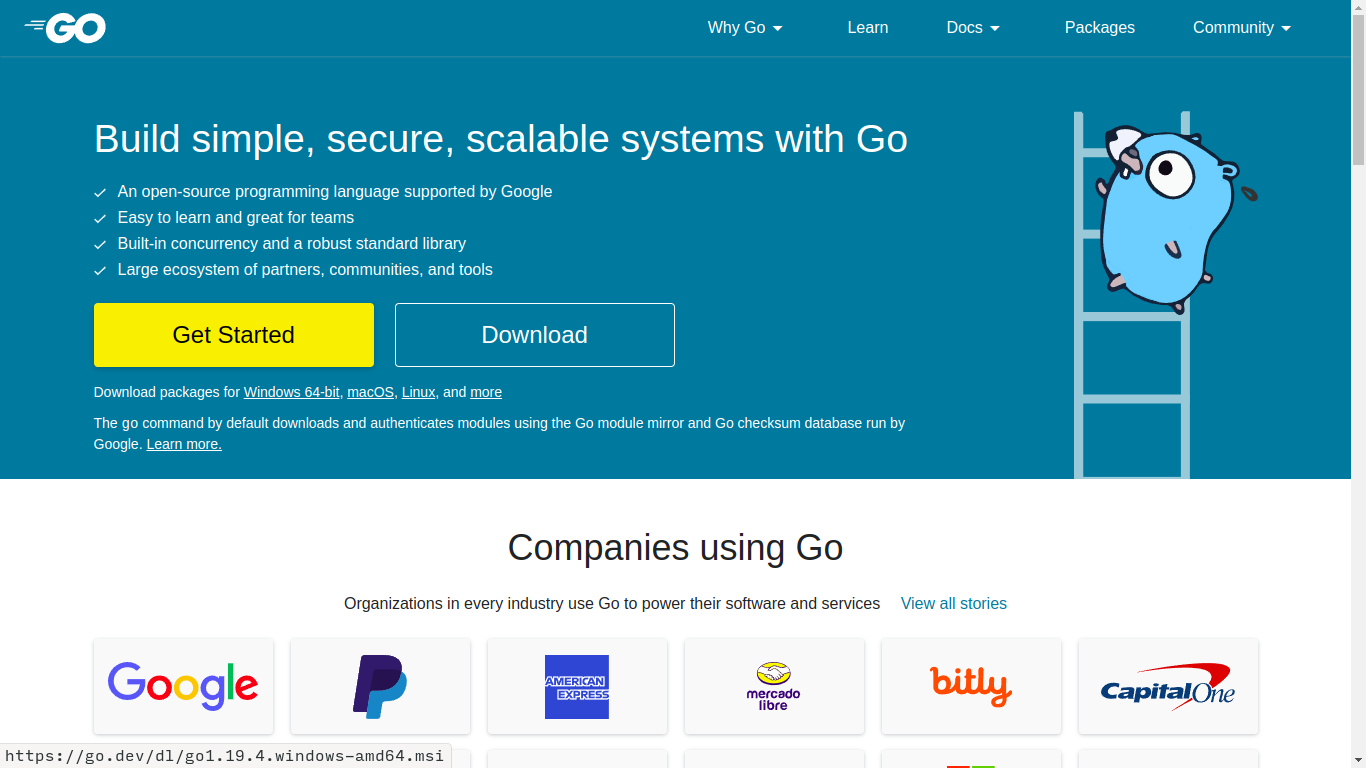 GO
Why Go
Learn
Docs
Packages
Community
Build simple, secure, scalable systems with Go
An open-source programming language supported by Google
Easy to learn and great for teams
Built-in concurrency and a robust standard library
Large ecosystem of partners, communities, and tools
Get Started
Download
Download packages for Windows 64-bit, macOS, Linux, and more
The go command by default downloads and authenticates modules using the Go module mirror and Go checksum database run by
Google. Learn more.
Companies using Go
Organizations in every industry use Go to power their software and services
View all stories
Google
AMERICAN
EXPRESS
mercado
libre
bitly
CapitalOne
https://go.dev/dl/go1.19.4.windows-amd64.msi